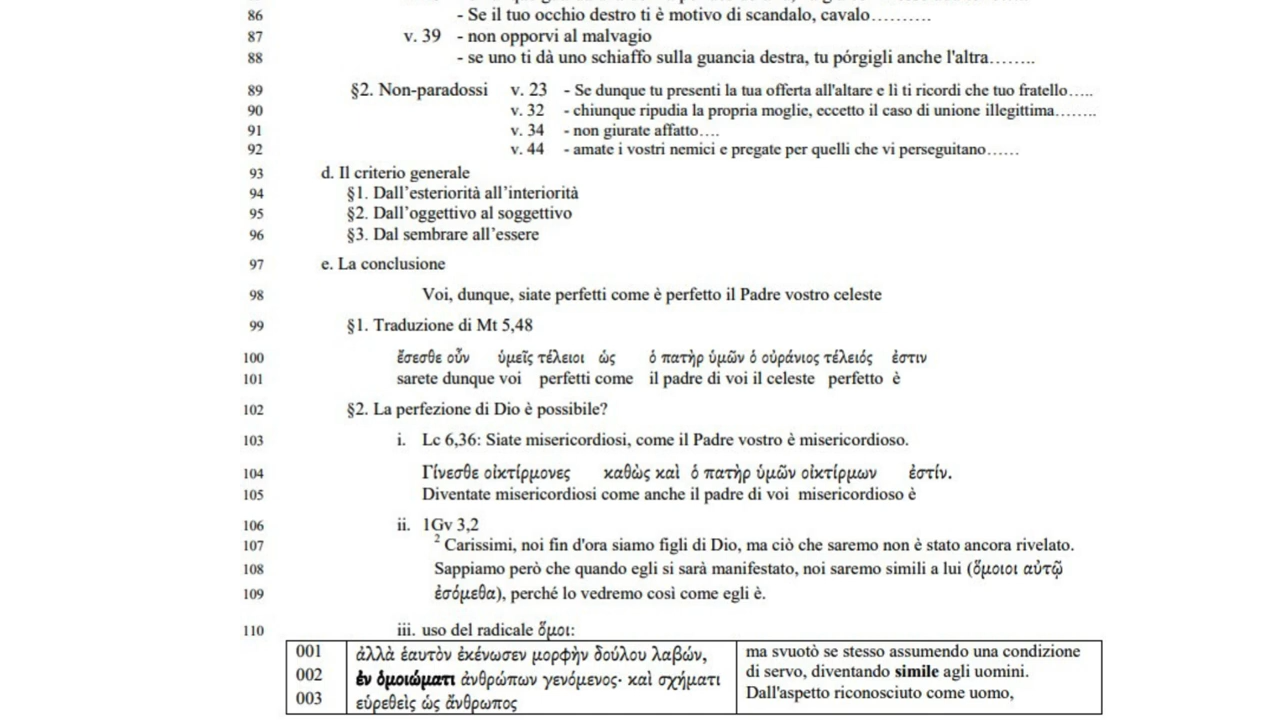 86 - Se il tuo occhio destro ti è motivo di scandalo, cavalo……….
87 v. 39 - non opporvi al malvagio
88 - se uno ti dà uno schiaffo sulla guancia destra, tu pórgigli anche l'altra……..
89 §2. Non-paradossi v. 23 - Se dunque tu presenti la tua offerta all'altare e lì ti ricordi che tuo fratello…..
90 v. 32 - chiunque ripudia la propria moglie, eccetto il caso di unione illegittima……..
91 v. 34 - non giurate affatto….
92 v. 44 - amate i vostri nemici e pregate per quelli che vi perseguitano……
93 d. Il criterio generale
94 §1. Dall’esteriorità all’interiorità
95 §2. Dall’oggettivo al soggettivo
96 §3. Dal sembrare all’essere
97 e. La conclusione
98 Voi, dunque, siate perfetti come è perfetto il Padre vostro celeste
99 §1. Traduzione di Mt 5,48
100 ἔσεσθε οὖν ὑμεῖς τέλειοι ὡς ὁ πατὴρ ὑμῶν ὁ οὐράνιος τέλειός ἐστιν
101 sarete dunque voi perfetti come il padre di voi il celeste perfetto è
102 §2. La perfezione di Dio è possibile?
103 i. Lc 6,36: Siate misericordiosi, come il Padre vostro è misericordioso.
104 Γίνεσθε οἰκτίρμονες καθὼς καὶ ὁ πατὴρ ὑμῶν οἰκτίρμων ἐστίν.
105 Diventate misericordiosi come anche il padre di voi misericordioso è
106 ii. 1Gv 3,2
107 2 Carissimi, noi fin d'ora siamo figli di Dio, ma ciò che saremo non è stato ancora rivelato.
108 Sappiamo però che quando egli si sarà manifestato, noi saremo simili a lui (ὅμοιοι αὐτῷ
109 ἐσόμεθα), perché lo vedremo così come egli è.
110 iii. uso del radicale ὅμοι:
001 ἀλλὰ ἑαυτὸν ἐκένωσεν μορφὴν δούλου λαβών, ma svuotò se stesso assumendo una condizione
002 ἐν ὁμοιώματι ἀνθρώπων γενόμενος· καὶ σχήματι di servo, diventando simile agli uomini.
003 εὑρεθεὶς ὡς ἄνθρωπος Dall'aspetto riconosciuto come uomo,